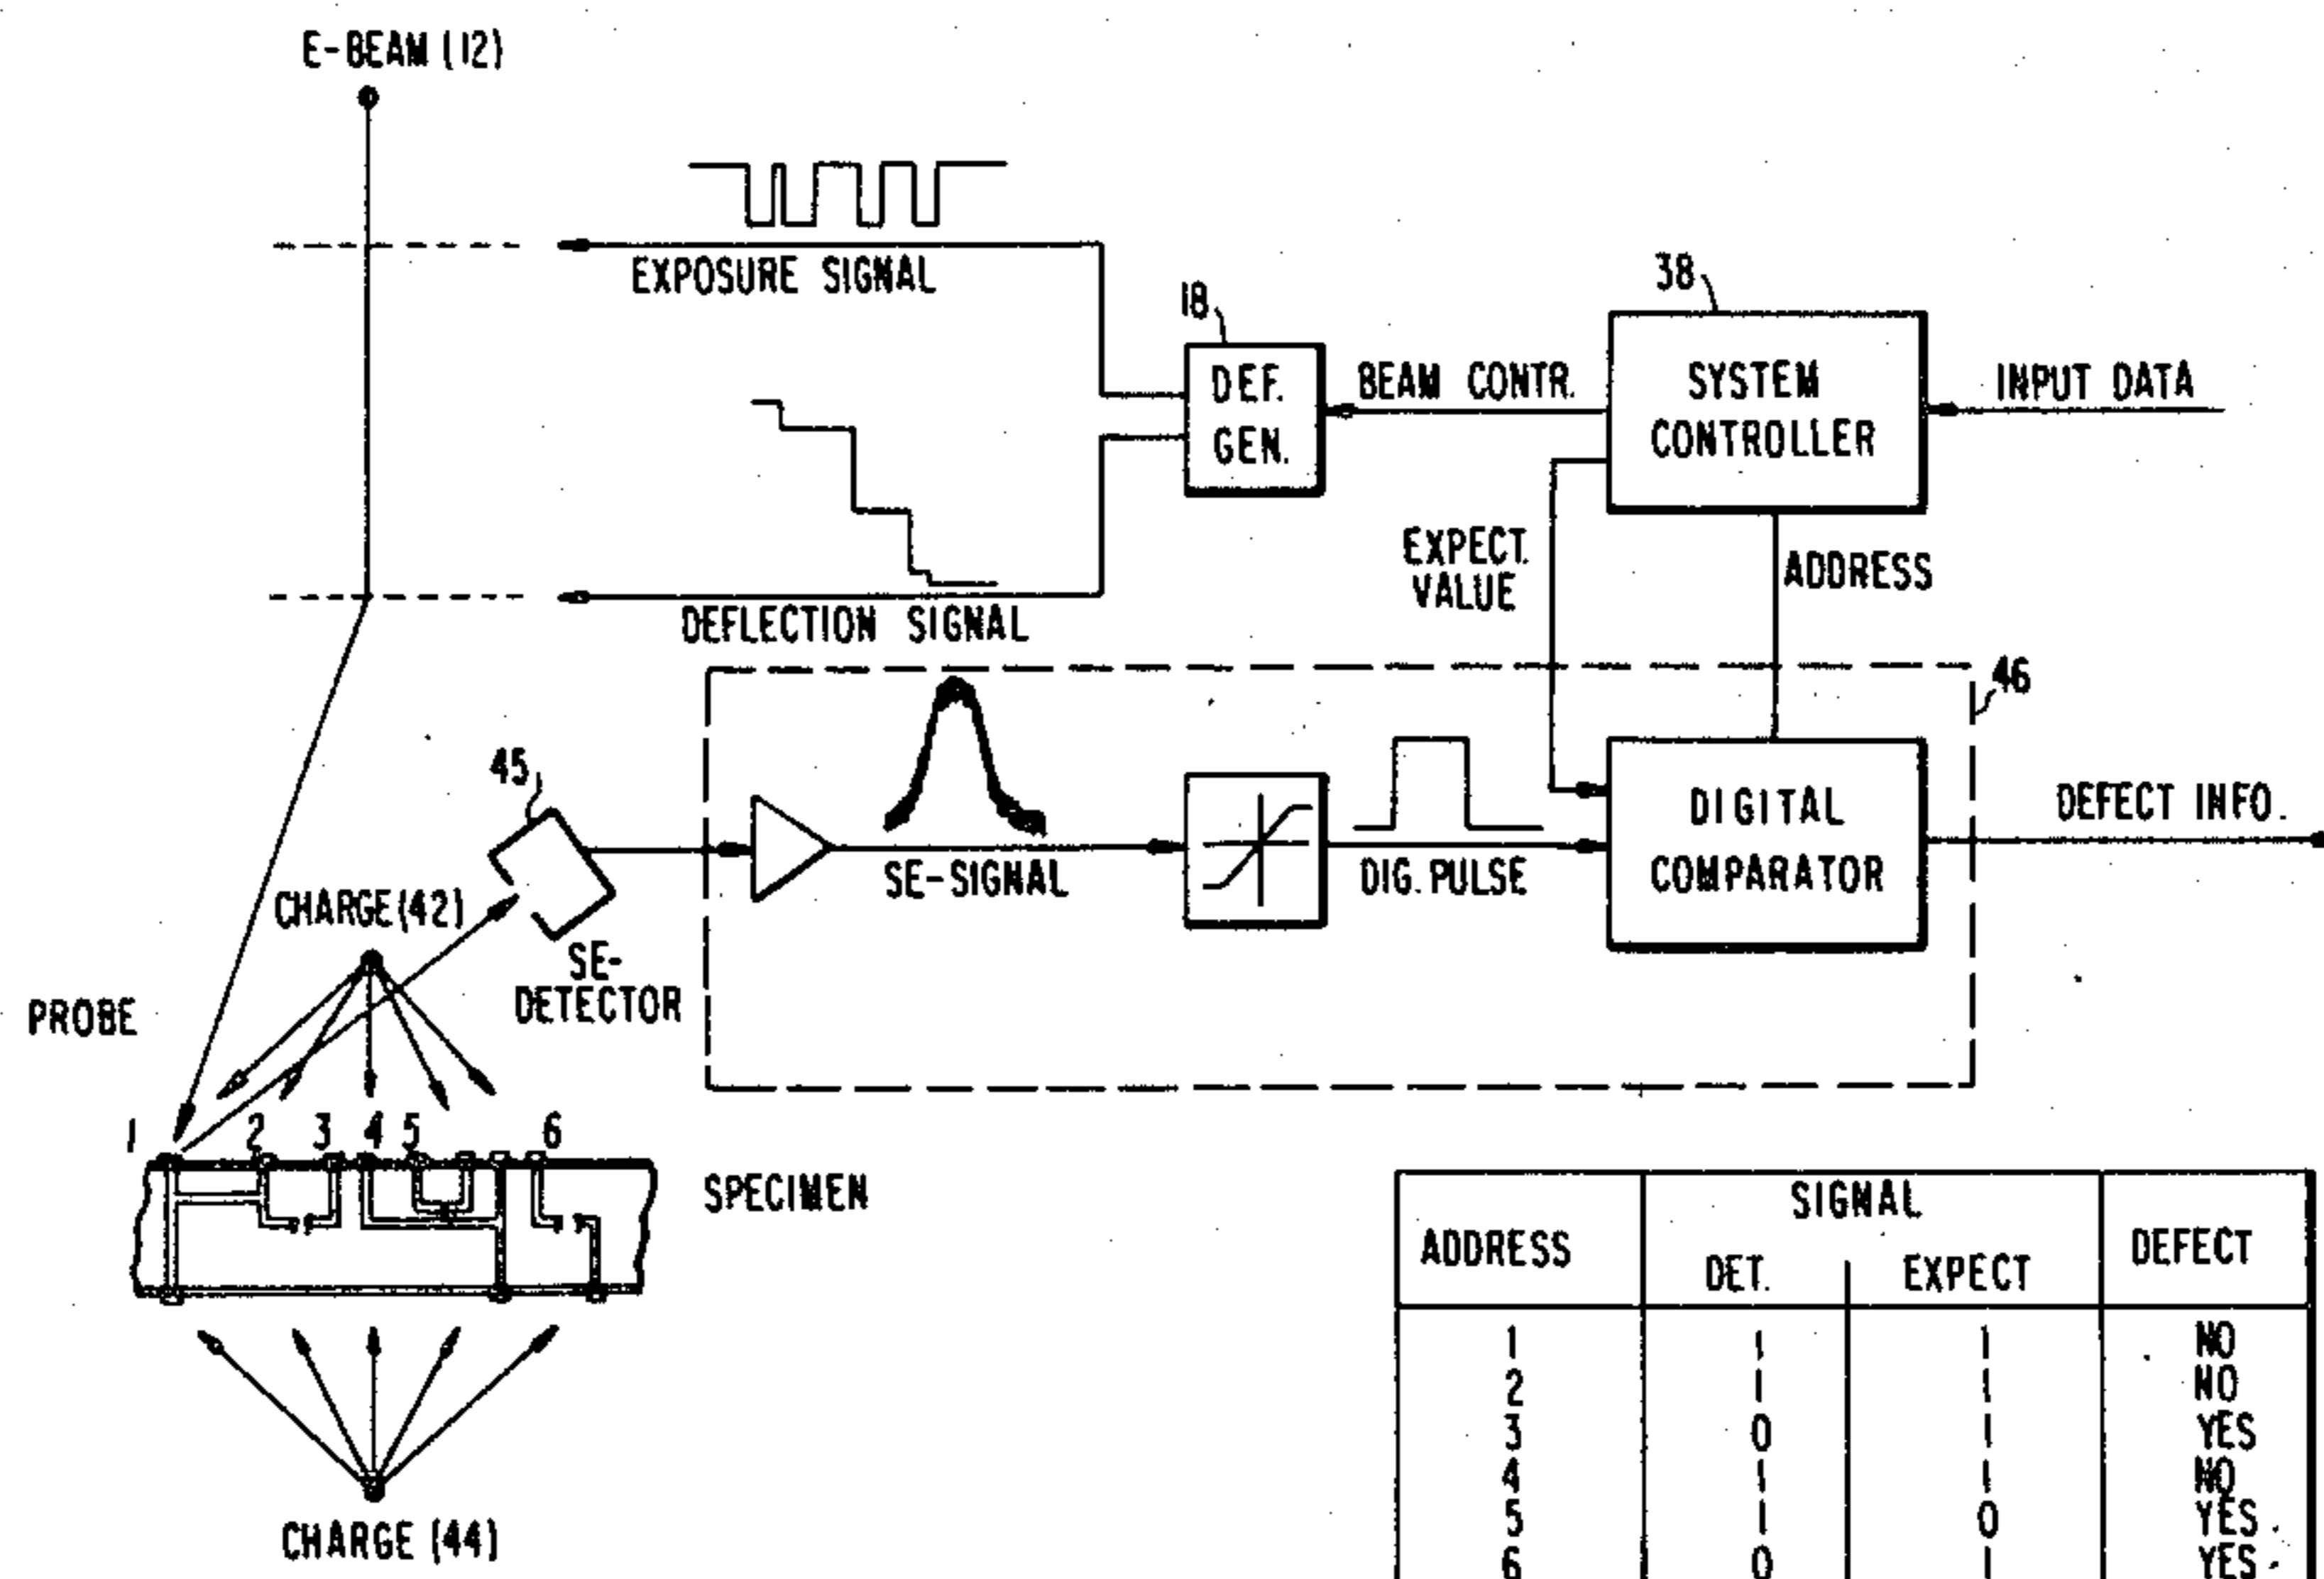 E-BEAM (12)
EXPOSURE SIGNAL
18
DEF.
GEN.
BEAM CONTR.
38
SYSTEM
CONTROLLER
INPUT DATA
EXPECT.
VALUE
ADDRESS
DEFLECTION SIGNAL
46
45
SE-
DETECTOR
SE-SIGNAL
DIG. PULSE
DIGITAL
COMPARATOR
DEFECT INFO.
CHARGE (42)
PROBE
1 2 3 4 5 6
SPECIMEN
CHARGE (44)
ADDRESS SIGNAL DEFECT
DET. EXPECT
1 1 1 NO
2 1 1 NO
3 0 1 YES
4 1 1 NO
5 1 0 YES
6 0 1 YES